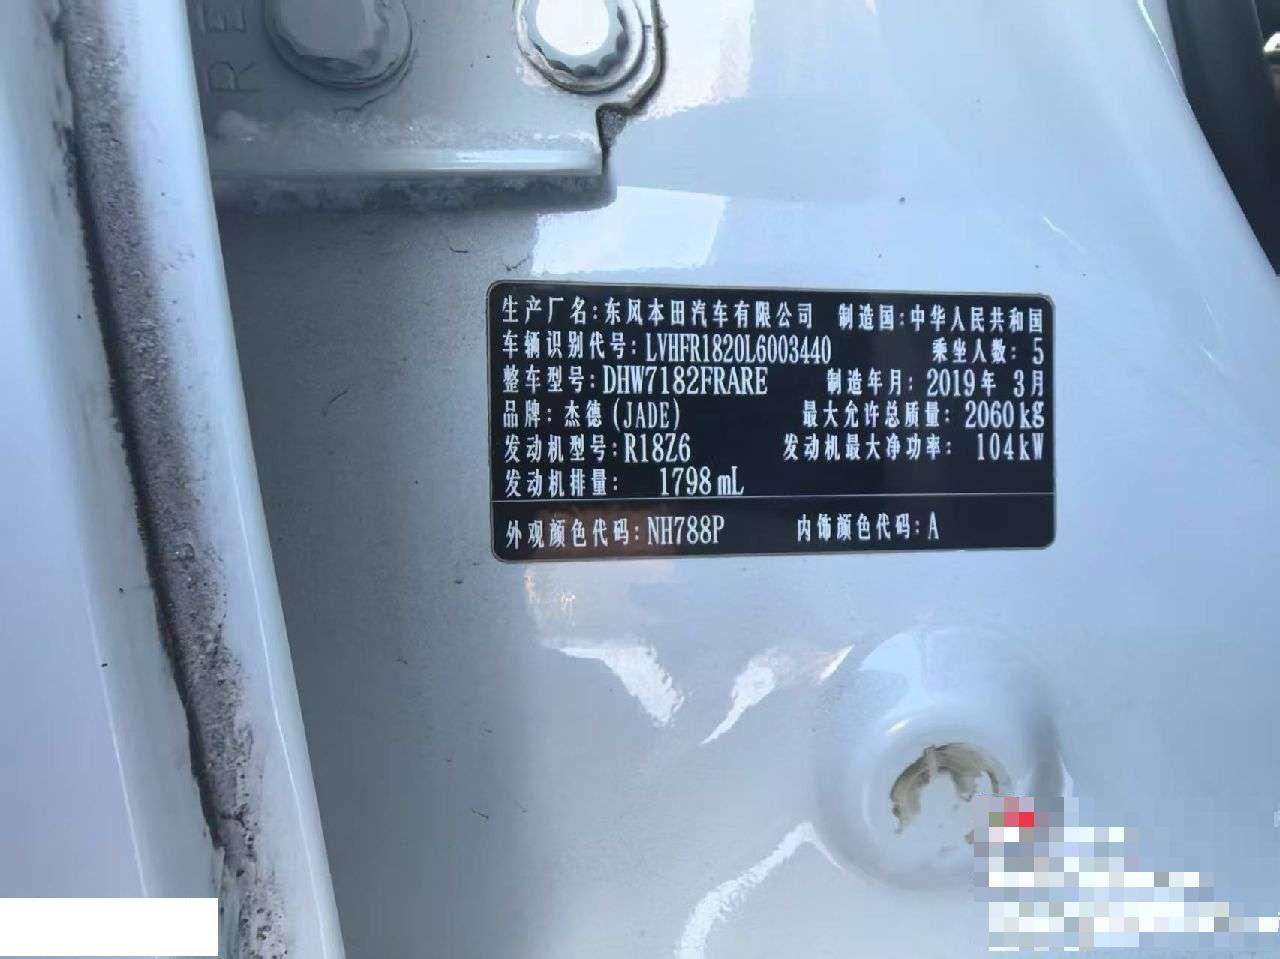 生产厂名:东风本田汽车有限公司 制造国:中华人民共和国
车辆识别代号:LVHFR1820L6003440 乘坐人数: 5
整车型号:DHW7182FRARE 制造年月: 2019年 3月
品牌: 杰德(JADE) 最大允许总质量: 2060kg
发动机型号:R18Z6 发动机最大净功率: 104kW
发动机排量: 1798mL
外观颜色代码:NH788P 内饰颜色代码:A